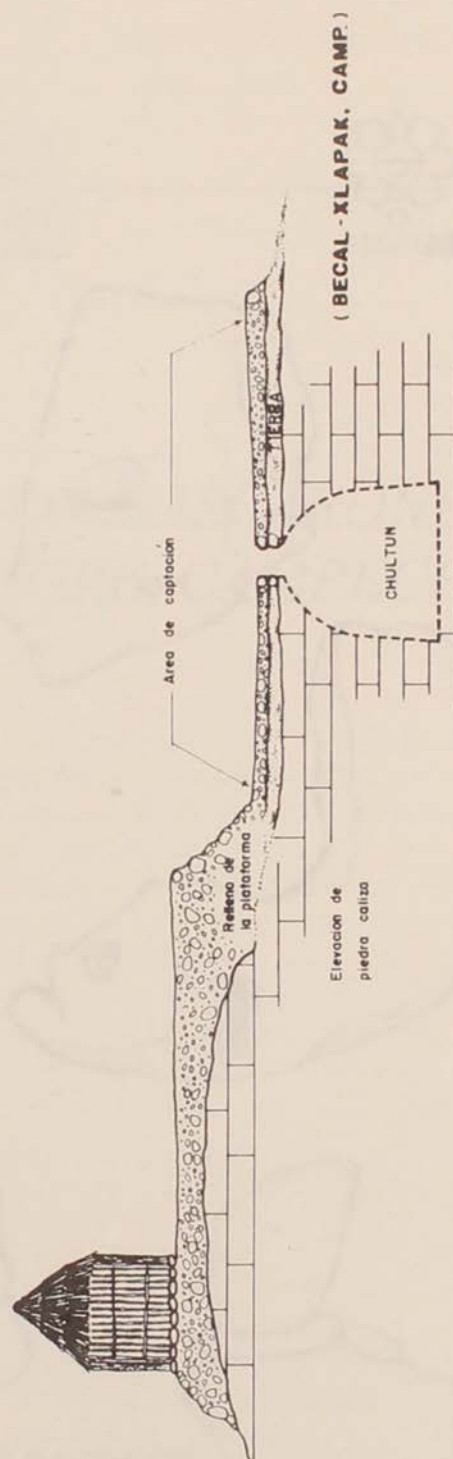 Area de captación
Relleno de
la plataforma
TIERRA
CHULTUN
Elevacion de
piedra caliza
(BECAL-XLAPAK, CAMP.)